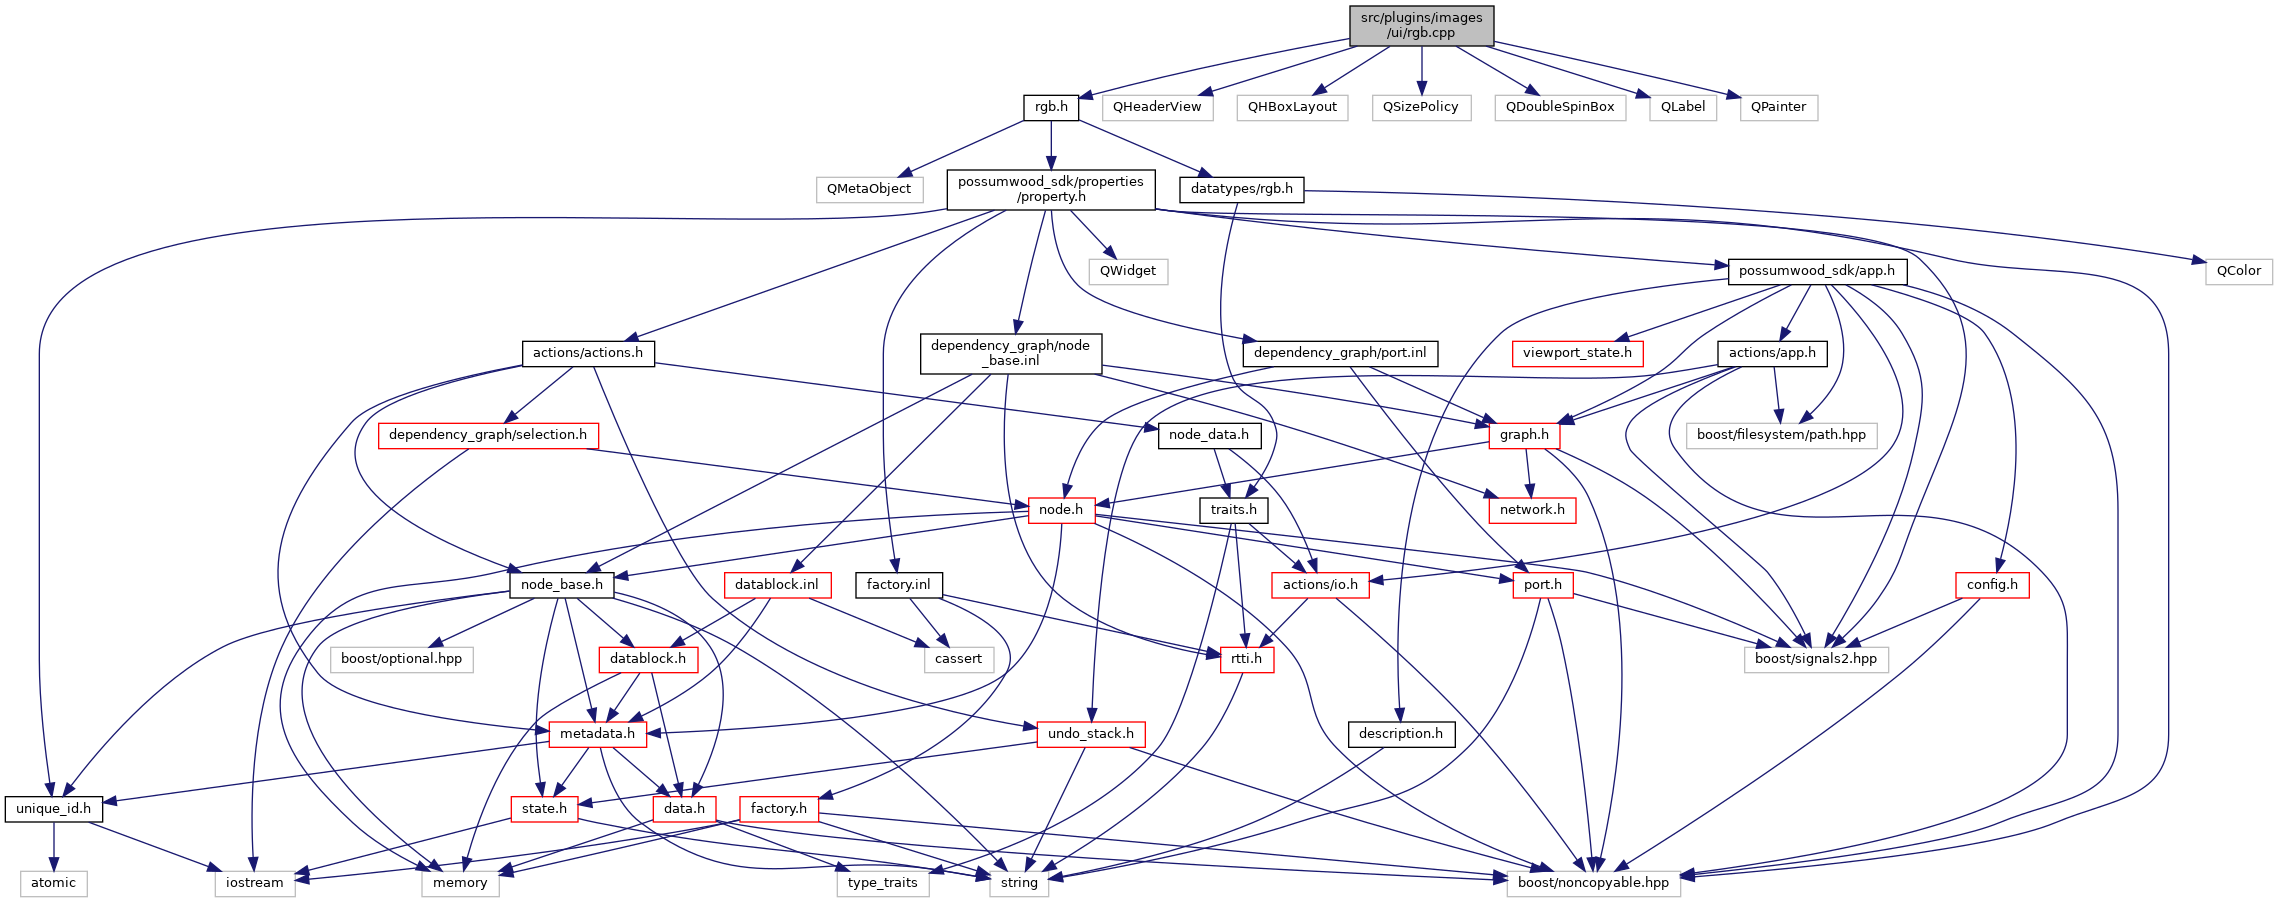 src/plugins/images
/ui/rgb.cpp
rgb.h
QHeaderView
QHBoxLayout
QSizePolicy
QDoubleSpinBox
QLabel
QPainter
QMetaObject
possumwood_sdk/properties
/property.h
datatypes/rgb.h
QWidget
possumwood_sdk/app.h
QColor
actions/actions.h
dependency_graph/node
_base.inl
dependency_graph/port.inl
viewport_state.h
actions/app.h
dependency_graph/selection.h
node_data.h
graph.h
boost/filesystem/path.hpp
node.h
traits.h
network.h
node_base.h
datablock.inl
factory.inl
actions/io.h
port.h
config.h
boost/optional.hpp
datablock.h
cassert
rtti.h
boost/signals2.hpp
metadata.h
undo_stack.h
description.h
unique_id.h
state.h
data.h
factory.h
atomic
iostream
memory
type_traits
string
boost/noncopyable.hpp